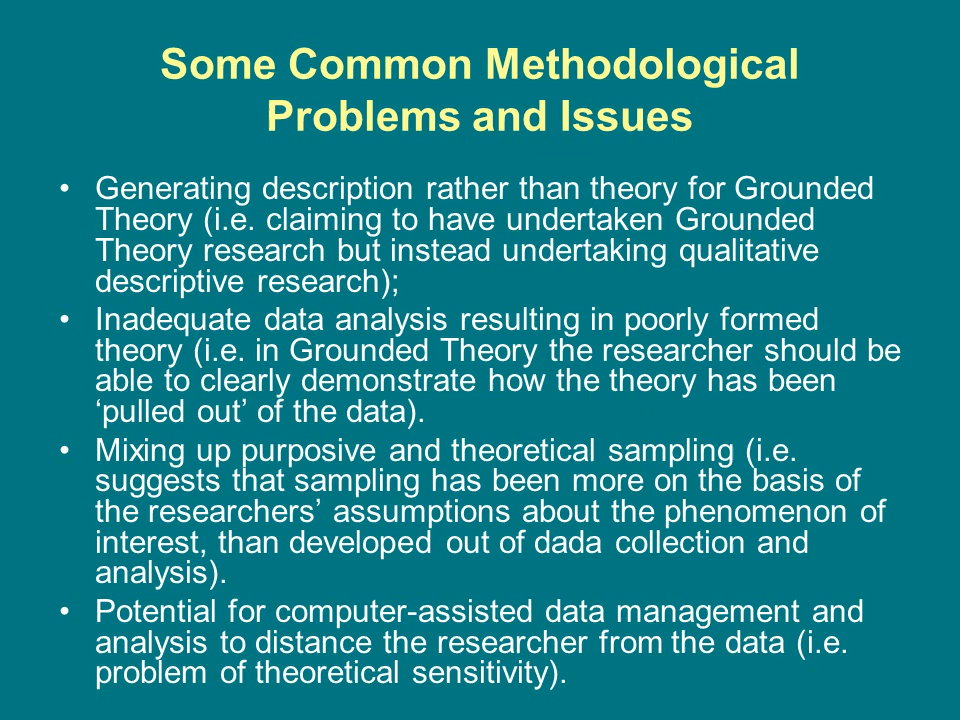 Some Common Methodological
Problems and Issues
• Generating description rather than theory for Grounded
Theory (i.e. claiming to have undertaken Grounded
Theory research but instead undertaking qualitative
descriptive research);
• Inadequate data analysis resulting in poorly formed
theory (i.e. in Grounded Theory the researcher should be
able to clearly demonstrate how the theory has been
‘pulled out’ of the data).
• Mixing up purposive and theoretical sampling (i.e.
suggests that sampling has been more on the basis of
the researchers’ assumptions about the phenomenon of
interest, than developed out of dada collection and
analysis).
• Potential for computer-assisted data management and
analysis to distance the researcher from the data (i.e.
problem of theoretical sensitivity).